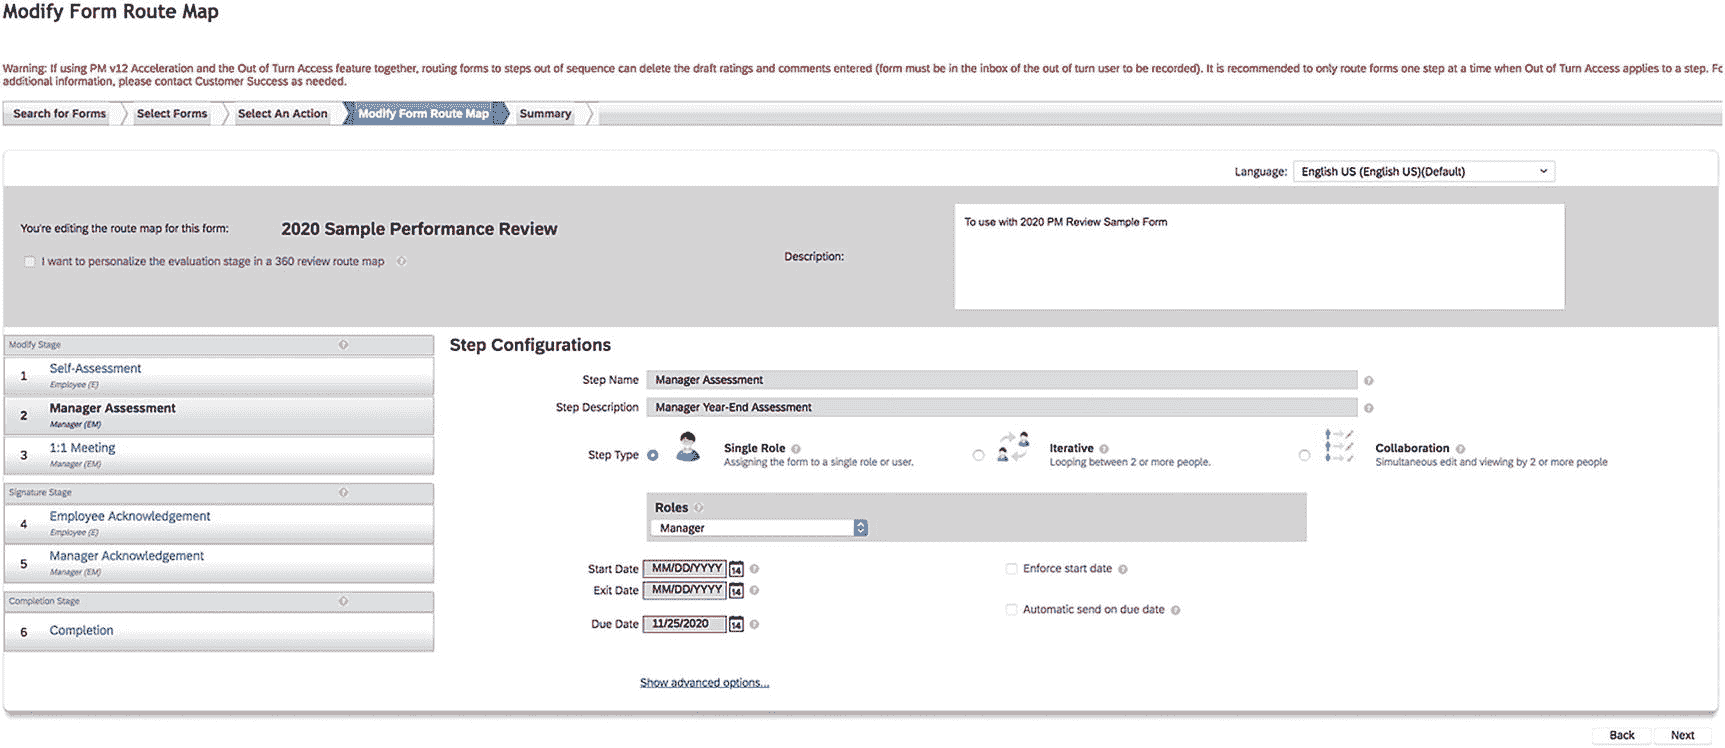 Modify Form Route Map
Warning: If using PM v12 Acceleration and the Out of Turn Access feature together, routing forms to steps out of sequence can delete the draft ratings and comments entered (form must be in the inbox of the out of turn user to be recorded). It is recommended to only route forms one step at a time when Out of Turn Access applies to a step. Fo
additional information, please contact Customer Success as needed.
Search for Forms Select Forms Select An Action Modify Form Route Map Summary
Language: English US (English US)(Default)
You're editing the route map for this form: 2020 Sample Performance Review
I want to personalize the evaluation stage in a 360 review route map
Description:
To use with 2020 PM Review Sample Form
Modify Stage
1 Self-Assessment
Employee (E)
2 Manager Assessment
Manager (EM)
3 1:1 Meeting
Manager (EM)
Signature Stage
4 Employee Acknowledgement
Employee (E)
5 Manager Acknowledgement
Manager (EM)
Completion Stage
6 Completion
Step Configurations
Step Name Manager Assessment
Step Description Manager Year-End Assessment
Step Type
Single Role
Assigning the form to a single role or user.
Iterative
Looping between 2 or more people.
Collaboration
Simultaneous edit and viewing by 2 or more people
Roles
Manager
Start Date MM/DD/YYYY 14 Enforce start date
Exit Date MM/DD/YYYY 14
Automatic send on due date
Due Date 11/25/2020 14
Show advanced options...
Back Next